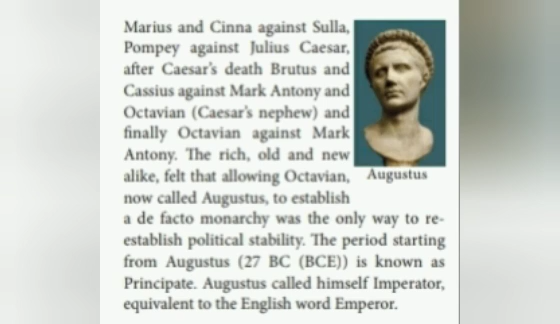 Marius and Cinna against Sulla,
Pompey against Julius Caesar,
after Caesar's death Brutus and
Cassius against Mark Antony and
Octavian (Caesar's nephew) and
finally Octavian against Mark
Antony. The rich, old and new
alike, felt that allowing Octavian,
now called Augustus, to establish
a de facto monarchy was the only way to re-
establish political stability. The period starting
from Augustus (27 BC (BCE)) is known as
Principate. Augustus called himself Imperator,
equivalent to the English word Emperor.
Augustus